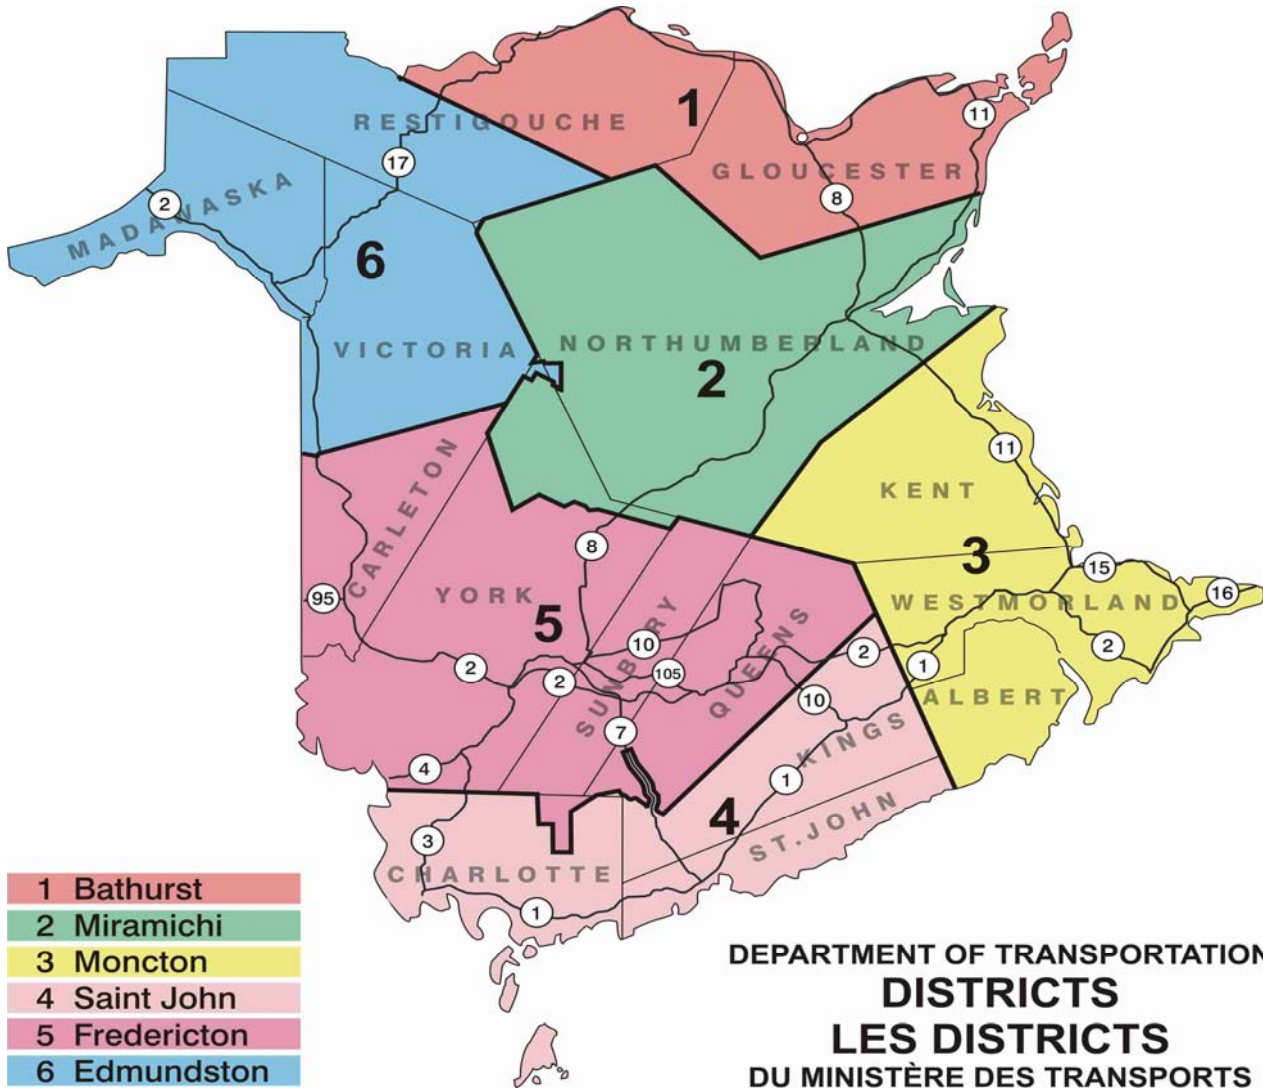 1
RESTIGOUCHE
11
17
GLOUCESTER
MADAWASKA
2
8
6
VICTORIA
NORTHUMBERLAND
2
CARLETON
11
KENT
8
3
15
95
YORK
5
SUNBURY
QUEENS
WESTMORLAND
16
10
2
2
105
2
1
2
ALBERT
10
7
KINGS
4
1
4
ST. JOHN
3
CHARLOTTE
1
1 Bathurst
2 Miramichi
3 Moncton
4 Saint John
5 Fredericton
6 Edmundston
DEPARTMENT OF TRANSPORTATION
DISTRICTS
LES DISTRICTS
DU MINISTÈRE DES TRANSPORTS